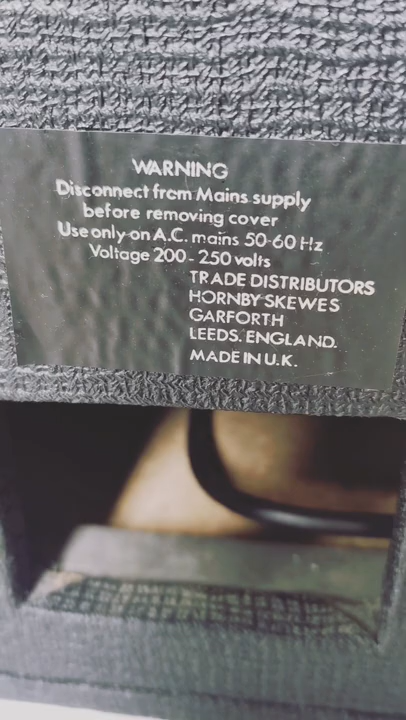 WARNING
Disconnect from Mains supply
before removing cover
Use only on A.C. mains 50-60 Hz
Voltage 200-250 volts
TRADE DISTRIBUTORS
HORNBY SKEWES
GARFORTH
LEEDS. ENGLAND.
MADE IN U.K.